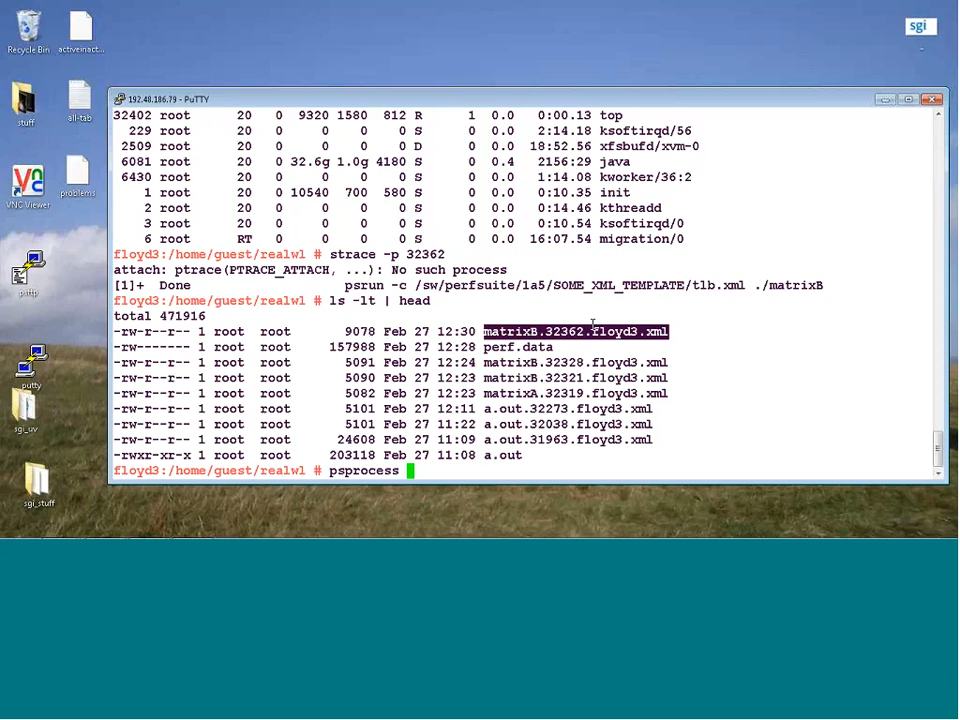 Recycle Bin
activeinact...
sgi
stuff
all-tab
VNC Viewer
problems
psftp
putty
sgi_uv
sgi_stuff
192.48.186.79 - PuTTY
32402 root 20 0 9320 1580 812 R 1 0.0 0:00.13 top
229 root 20 0 0 0 0 S 0 0.0 2:14.18 ksoftirqd/56
2509 root 20 0 0 0 0 D 0 0.0 18:52.56 xfsbufd/xvm-0
6081 root 20 0 32.6g 1.0g 4180 S 0 0.4 2156:29 java
6430 root 20 0 0 0 0 S 0 0.0 1:14.08 kworker/36:2
1 root 20 0 10540 700 580 S 0 0.0 0:10.35 init
2 root 20 0 0 0 0 S 0 0.0 0:14.46 kthreadd
3 root 20 0 0 0 0 S 0 0.0 0:10.54 ksoftirqd/0
6 root RT 0 0 0 0 S 0 0.0 16:07.54 migration/0
floyd3:/home/guest/realwl # strace -p 32362
attach: ptrace(PTRACE_ATTACH, ...): No such process
[1]+ Done psrun -c /sw/perfsuite/1a5/SOME_XML_TEMPLATE/tlb.xml ./matrixB
floyd3:/home/guest/realwl # ls -lt | head
total 471916
-rw-r--r-- 1 root root 9078 Feb 27 12:30 matrixB.32362.floyd3.xml
-rw------- 1 root root 157988 Feb 27 12:28 perf.data
-rw-r--r-- 1 root root 5091 Feb 27 12:24 matrixB.32328.floyd3.xml
-rw-r--r-- 1 root root 5090 Feb 27 12:23 matrixB.32321.floyd3.xml
-rw-r--r-- 1 root root 5082 Feb 27 12:23 matrixA.32319.floyd3.xml
-rw-r--r-- 1 root root 5101 Feb 27 12:11 a.out.32273.floyd3.xml
-rw-r--r-- 1 root root 5101 Feb 27 11:22 a.out.32038.floyd3.xml
-rw-r--r-- 1 root root 24608 Feb 27 11:09 a.out.31963.floyd3.xml
-rwxr-xr-x 1 root root 203118 Feb 27 11:08 a.out
floyd3:/home/guest/realwl # psprocess